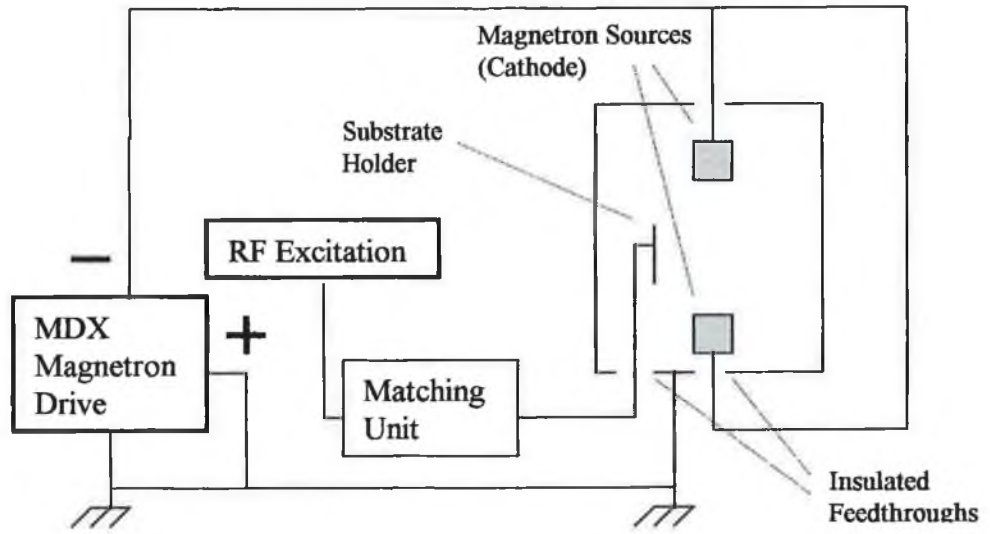 Magnetron Sources
(Cathode)
Substrate
Holder
RF Excitation
−
+
MDX
Magnetron
Drive
Matching
Unit
Insulated
Feedthroughs